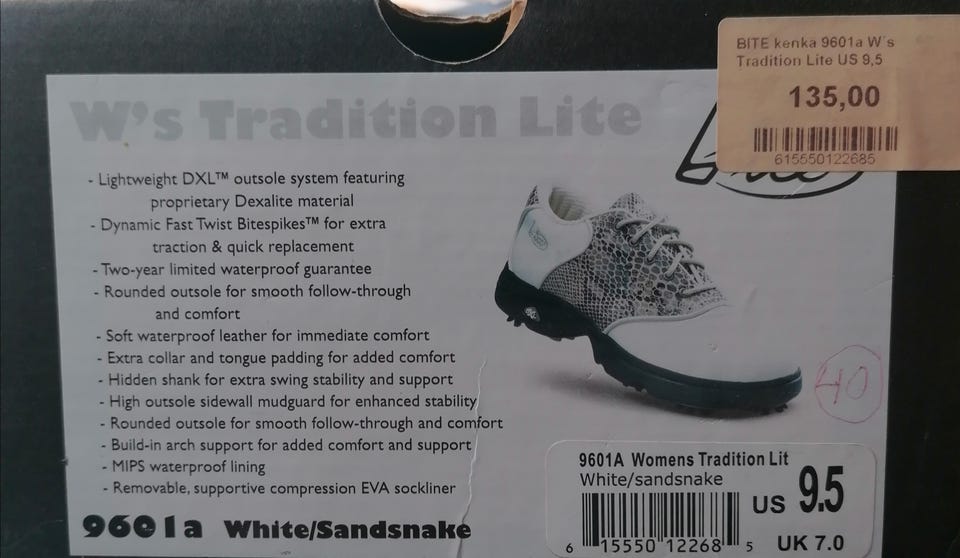 BITE kenka 9601a W's
Tradition Lite US 9,5
135,00
615550122685
W's Tradition Lite
- Lightweight DXL™ outsole system featuring
proprietary Dexalite material
- Dynamic Fast Twist Bitespikes™ for extra
traction & quick replacement
- Two-year limited waterproof guarantee
- Rounded outsole for smooth follow-through
and comfort
- Soft waterproof leather for immediate comfort
- Extra collar and tongue padding for added comfort
- Hidden shank for extra swing stability and support
- High outsole sidewall mudguard for enhanced stability
- Rounded outsole for smooth follow-through and comfort
- Build-in arch support for added comfort and support
- MIPS waterproof lining
- Removable, supportive compression EVA sockliner
9601a White/Sandsnake
40
9601A Womens Tradition Lit
White/sandsnake
US 9.5
6 15550 12268 5
UK 7.0